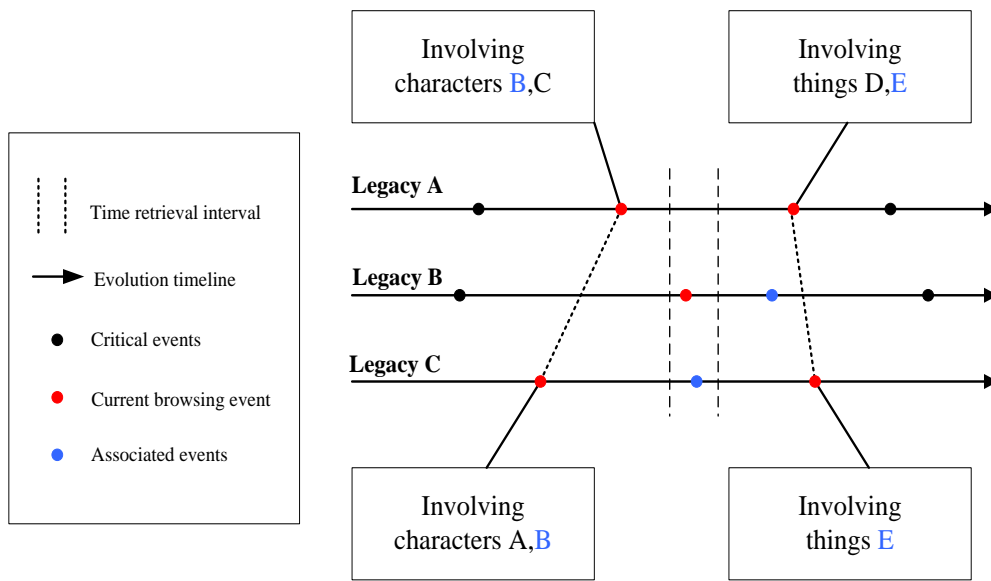 Involving
characters B,C
Involving
things D,E
Time retrieval interval
Evolution timeline
Critical events
Current browsing event
Associated events
Legacy A
Legacy B
Legacy C
Involving
characters A,B
Involving
things E